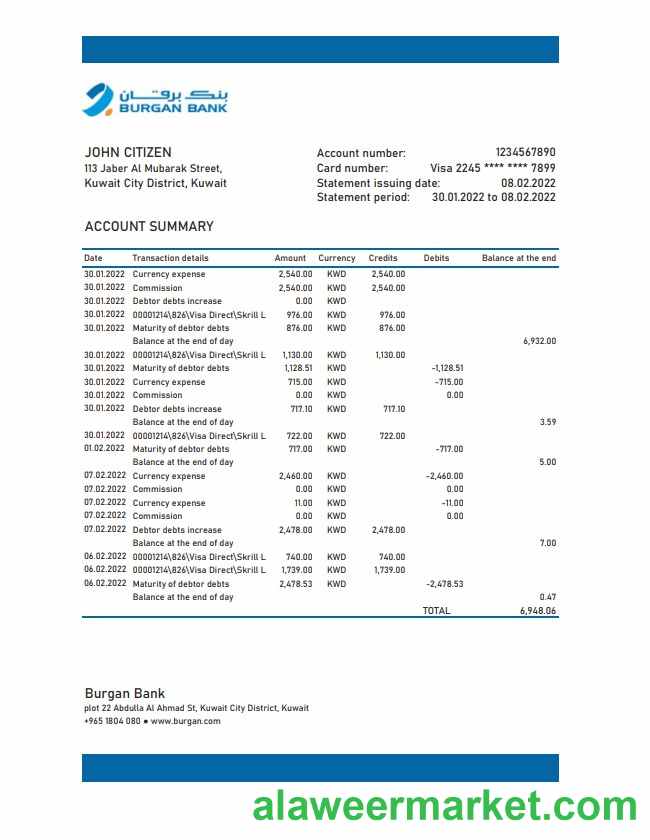 بنك برقان
BURGAN BANK
JOHN CITIZEN
113 Jaber Al Mubarak Street,
Kuwait City District, Kuwait
Account number: 1234567890
Card number: Visa 2245 **** **** 7899
Statement issuing date: 08.02.2022
Statement period: 30.01.2022 to 08.02.2022
ACCOUNT SUMMARY
Date Transaction details Amount Currency Credits Debits Balance at the end
30.01.2022 Currency expense 2,540.00 KWD 2,540.00
30.01.2022 Commission 2,540.00 KWD 2,540.00
30.01.2022 Debtor debts increase 0.00 KWD
30.01.2022 00001214\826\Visa Direct\Skrill L 976.00 KWD 976.00
30.01.2022 Maturity of debtor debts 876.00 KWD 876.00
Balance at the end of day 6,932.00
30.01.2022 00001214\826\Visa Direct\Skrill L 1,130.00 KWD 1,130.00
30.01.2022 Maturity of debtor debts 1,128.51 KWD -1,128.51
30.01.2022 Currency expense 715.00 KWD -715.00
30.01.2022 Commission 0.00 KWD 0.00
30.01.2022 Debtor debts increase 717.10 KWD 717.10
Balance at the end of day 3.59
30.01.2022 00001214\826\Visa Direct\Skrill L 722.00 KWD 722.00
01.02.2022 Maturity of debtor debts 717.00 KWD -717.00
Balance at the end of day 5.00
07.02.2022 Currency expense 2,460.00 KWD -2,460.00
07.02.2022 Commission 0.00 KWD 0.00
07.02.2022 Currency expense 11.00 KWD -11.00
07.02.2022 Commission 0.00 KWD 0.00
07.02.2022 Debtor debts increase 2,478.00 KWD 2,478.00
Balance at the end of day 7.00
06.02.2022 00001214\826\Visa Direct\Skrill L 740.00 KWD 740.00
06.02.2022 00001214\826\Visa Direct\Skrill L 1,739.00 KWD 1,739.00
06.02.2022 Maturity of debtor debts 2,478.53 KWD -2,478.53
Balance at the end of day 0.47
TOTAL 6,948.06
Burgan Bank
plot 22 Abdulla Al Ahmad St, Kuwait City District, Kuwait
+965 1804 080 ● www.burgan.com
alaweermarket.com